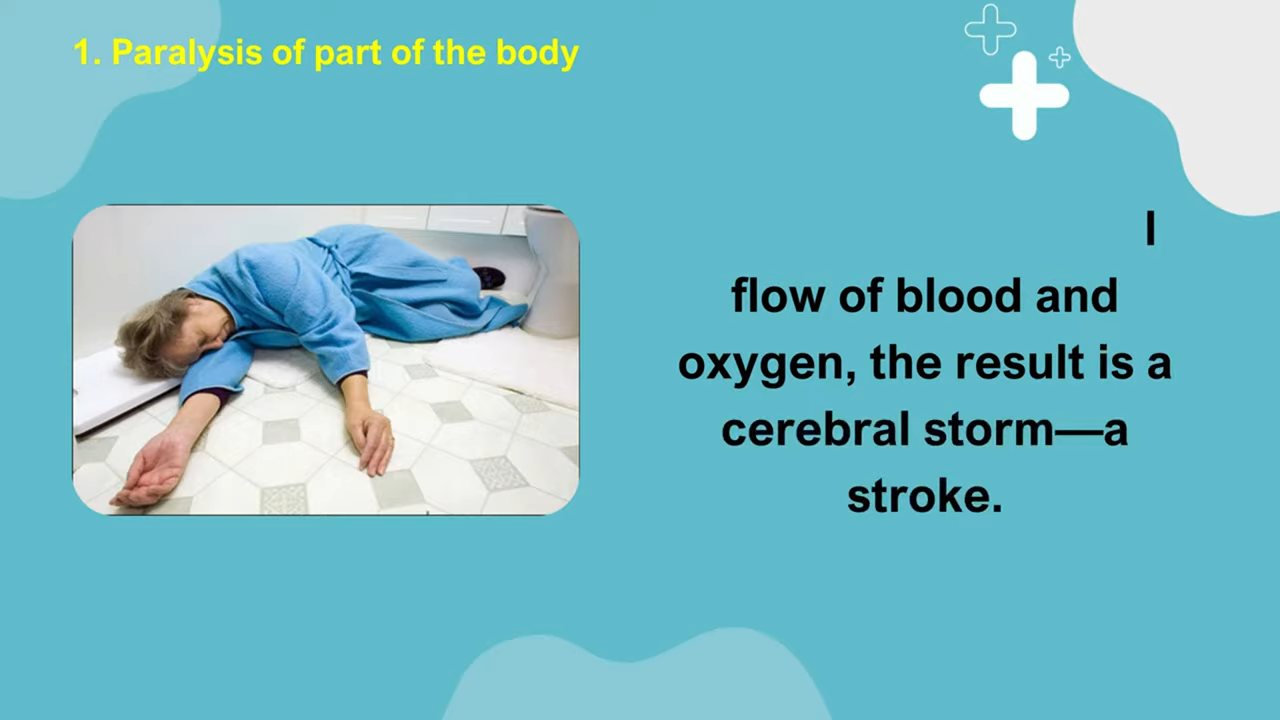 1. Paralysis of part of the body
flow of blood and
oxygen, the result is a
cerebral storm—a
stroke.